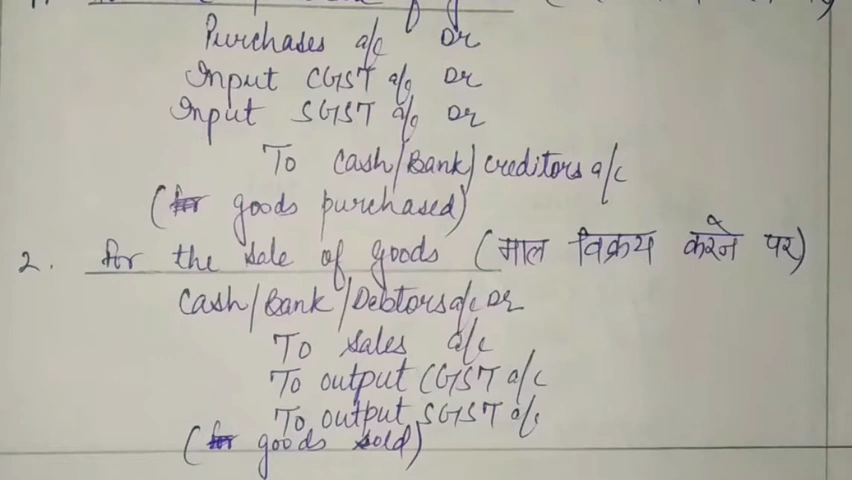 Purchases a/c Dr
Input CGST a/c Dr
Input SGST a/c Dr
To Cash/Bank/creditors a/c
( goods purchased)
2. for the sale of goods (माल विक्रय करने पर)
Cash/Bank/Debtors a/c Dr
To sales a/c
To output CGST a/c
To output SGST a/c
( goods sold)